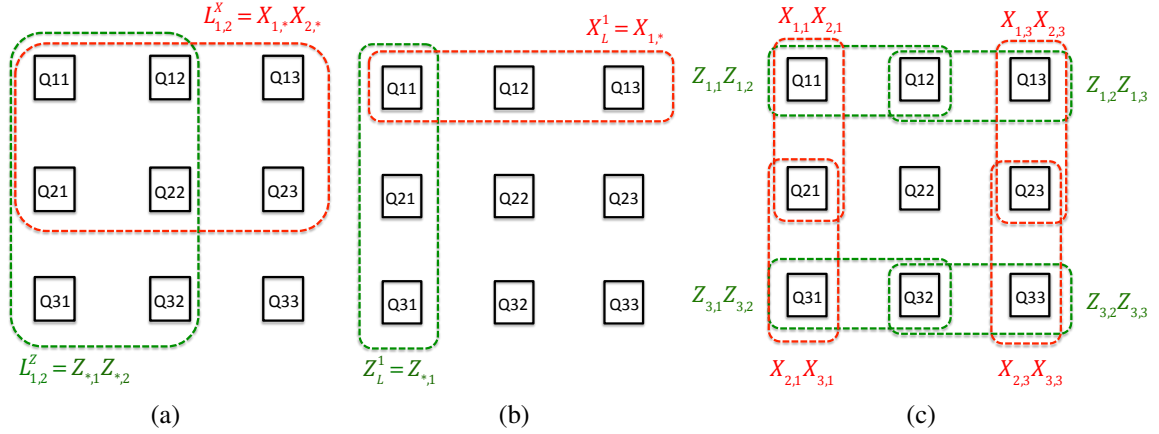 L^X_{1,2} = X_{1,*}X_{2,*}
Q11 Q12 Q13
Q21 Q22 Q23
Q31 Q32 Q33
L^Z_{1,2} = Z_{*,1}Z_{*,2}
(a)
X^1_L = X_{1,*}
Q11 Q12 Q13
Q21 Q22 Q23
Q31 Q32 Q33
Z^1_L = Z_{*,1}
(b)
X_{1,1}X_{2,1} X_{1,3}X_{2,3}
Z_{1,1}Z_{1,2} Q11 Q12 Q13 Z_{1,2}Z_{1,3}
Q21 Q22 Q23
Z_{3,1}Z_{3,2} Q31 Q32 Q33 Z_{3,2}Z_{3,3}
X_{2,1}X_{3,1} X_{2,3}X_{3,3}
(c)